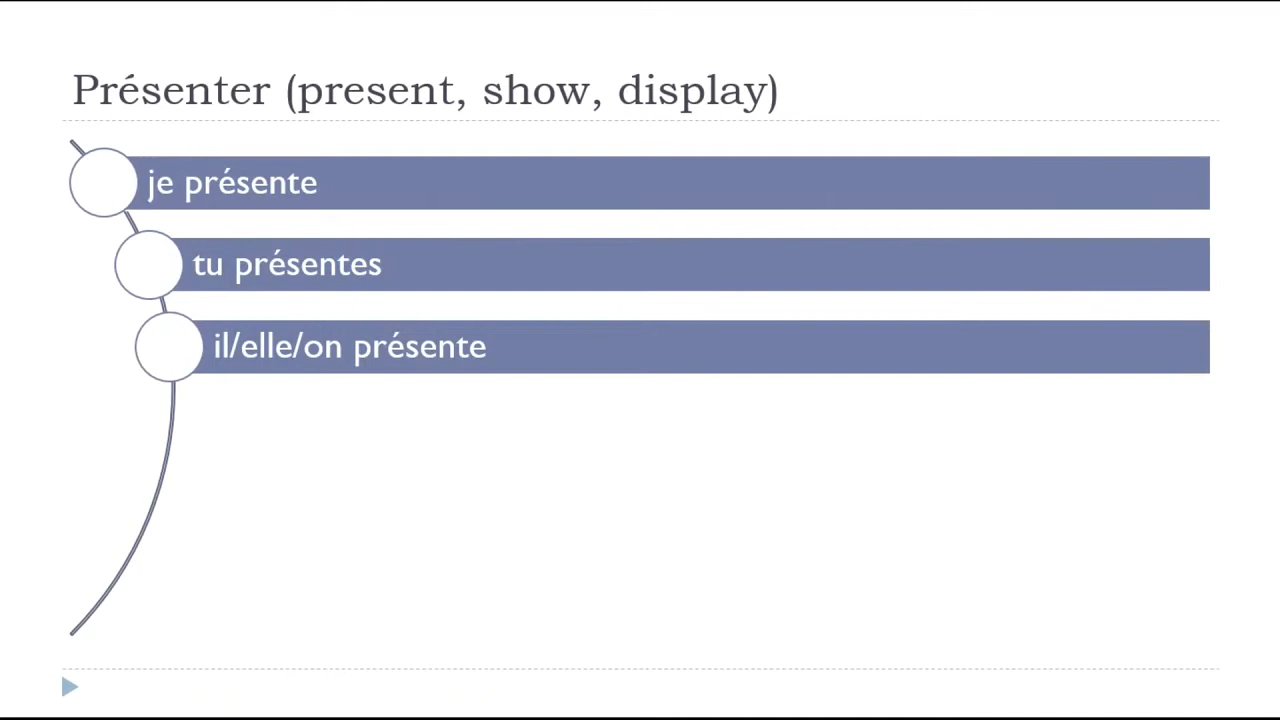 Présenter (present, show, display)
je présente
tu présentes
il/elle/on présente